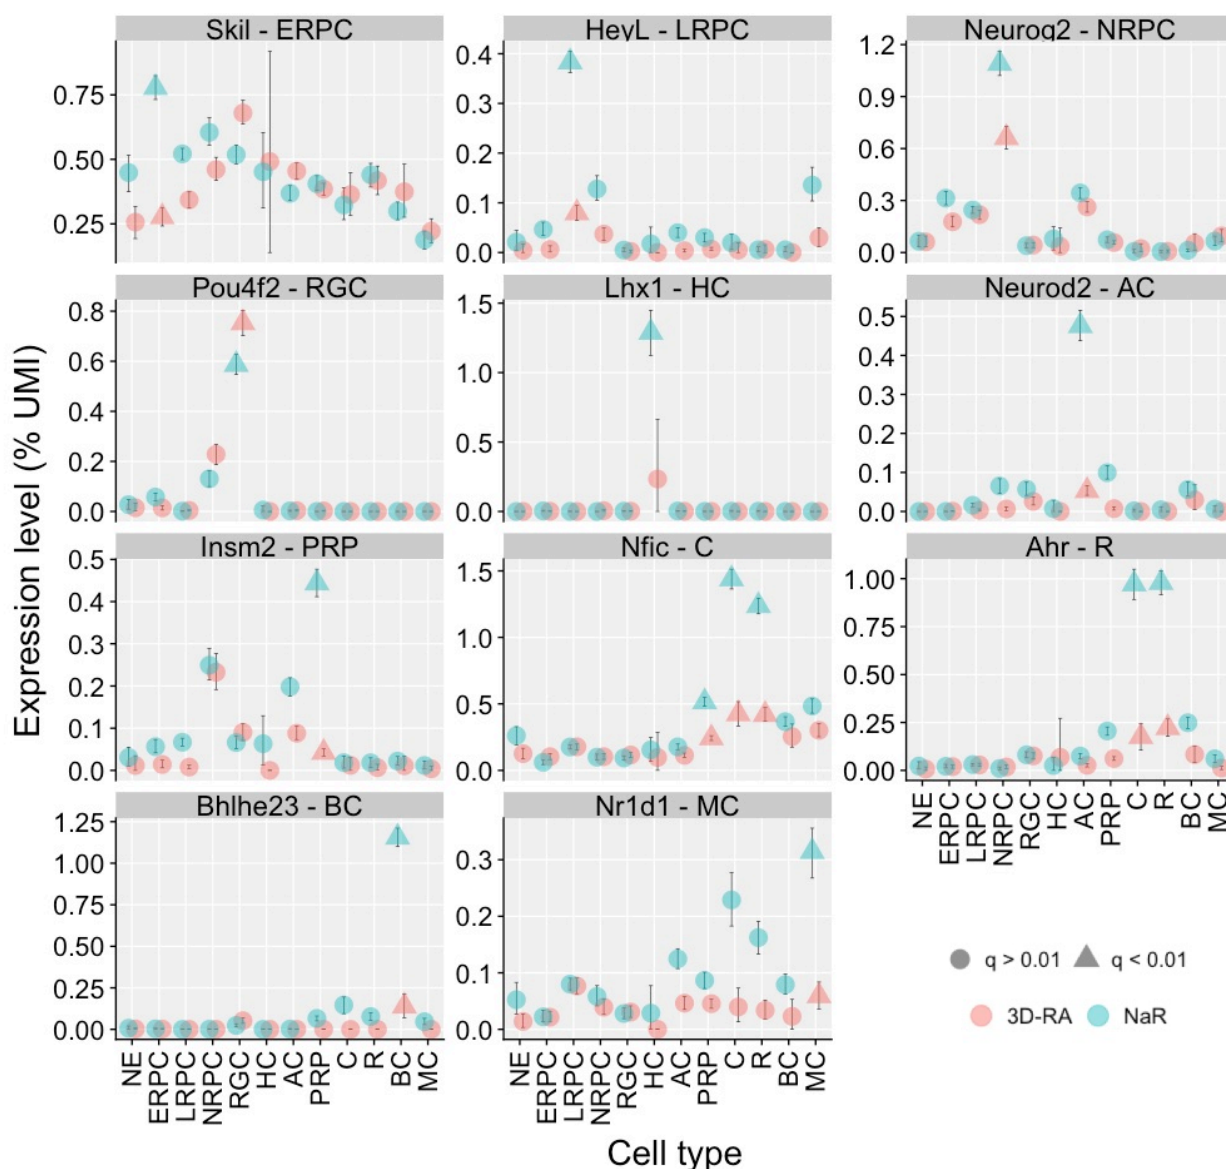 Expression level (% UMI)
Skil - ERPC
0.75
0.50
0.25
HeyL - LRPC
0.4
0.3
0.2
0.1
0.0
Neurog2 - NRPC
1.2
0.9
0.6
0.3
0.0
Pou4f2 - RGC
0.8
0.6
0.4
0.2
0.0
Lhx1 - HC
1.5
1.0
0.5
0.0
Neurod2 - AC
0.5
0.4
0.3
0.2
0.1
0.0
Insm2 - PRP
0.5
0.4
0.3
0.2
0.1
0.0
Nfic - C
1.5
1.0
0.5
0.0
Ahr - R
1.00
0.75
0.50
0.25
0.00
NE ERPC LRPC NRPC RGC HC AC PRP C R BC MC
Bhlhe23 - BC
1.25
1.00
0.75
0.50
0.25
0.00
NE ERPC LRPC NRPC RGC HC AC PRP C R BC MC
Nr1d1 - MC
0.3
0.2
0.1
0.0
NE ERPC LRPC NRPC RGC HC AC PRP C R BC MC
q > 0.01 q < 0.01
3D-RA NaR
Cell type